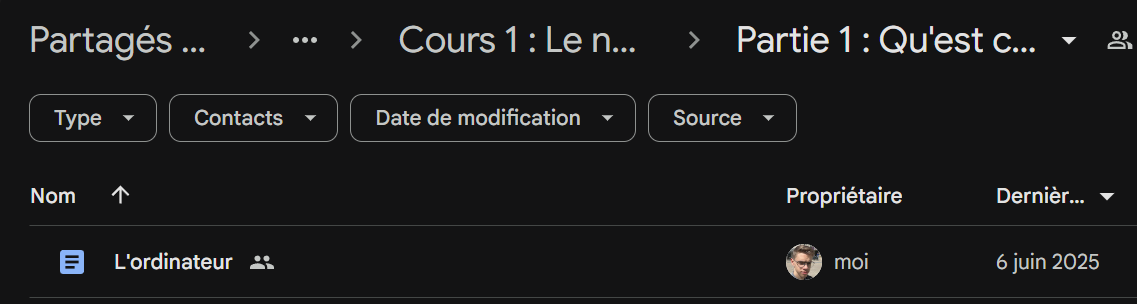 Partagés ... > ••• > Cours 1 : Le n... > Partie 1 : Qu'est c...
Type Contacts Date de modification Source
Nom Propriétaire Dernièr...
L'ordinateur moi 6 juin 2025